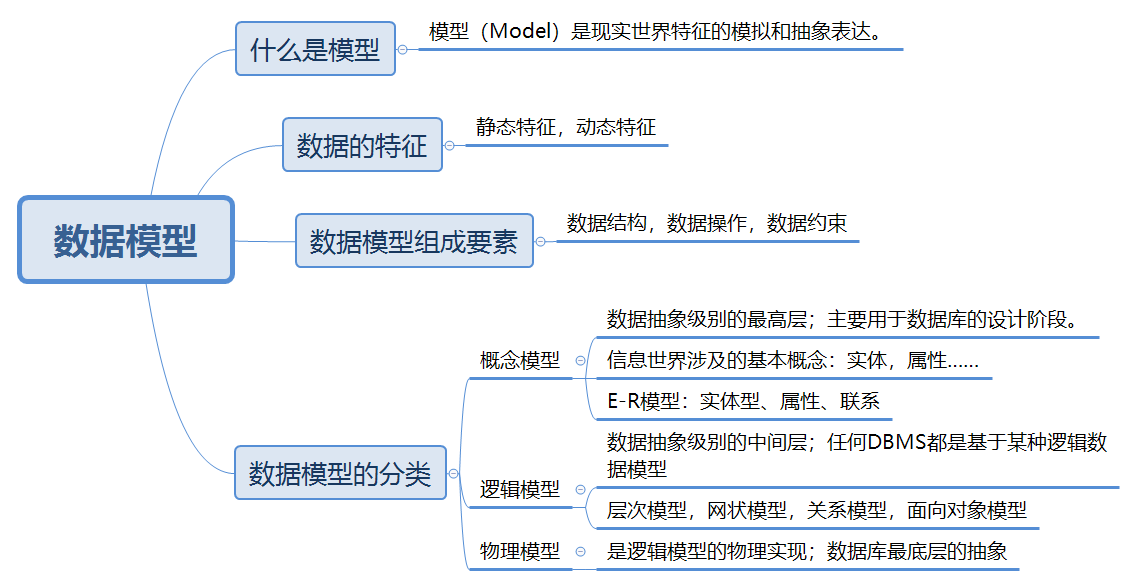 数据模型
什么是模型
模型（Model）是现实世界特征的模拟和抽象表达。
数据的特征
静态特征，动态特征
数据模型组成要素
数据结构，数据操作，数据约束
数据模型的分类
概念模型
数据抽象级别的最高层；主要用于数据库的设计阶段。
信息世界涉及的基本概念：实体，属性......
E-R模型：实体型、属性、联系
逻辑模型
数据抽象级别的中间层；任何DBMS都是基于某种逻辑数
据模型
层次模型，网状模型，关系模型，面向对象模型
物理模型
是逻辑模型的物理实现；数据库最底层的抽象